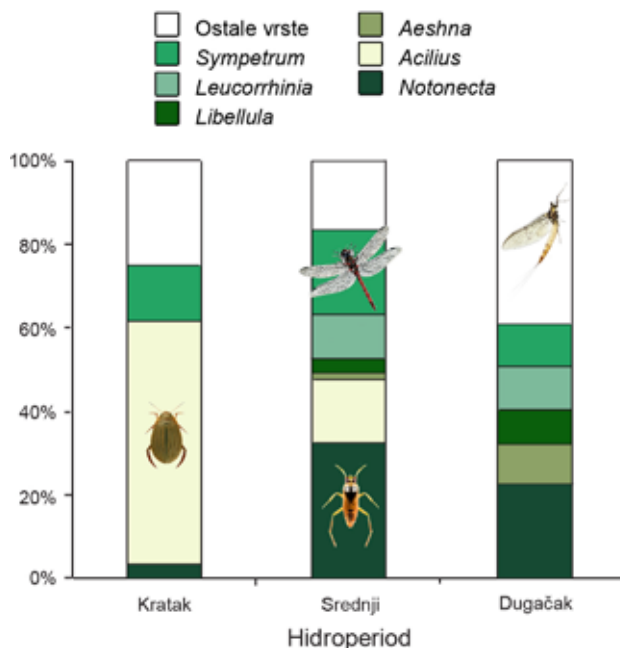 Ostale vrste
Sympetrum
Leucorrhinia
Libellula
Aeshna
Acilius
Notonecta
100%
80%
60%
40%
20%
0%
Kratak
Srednji
Dugačak
Hidroperiod